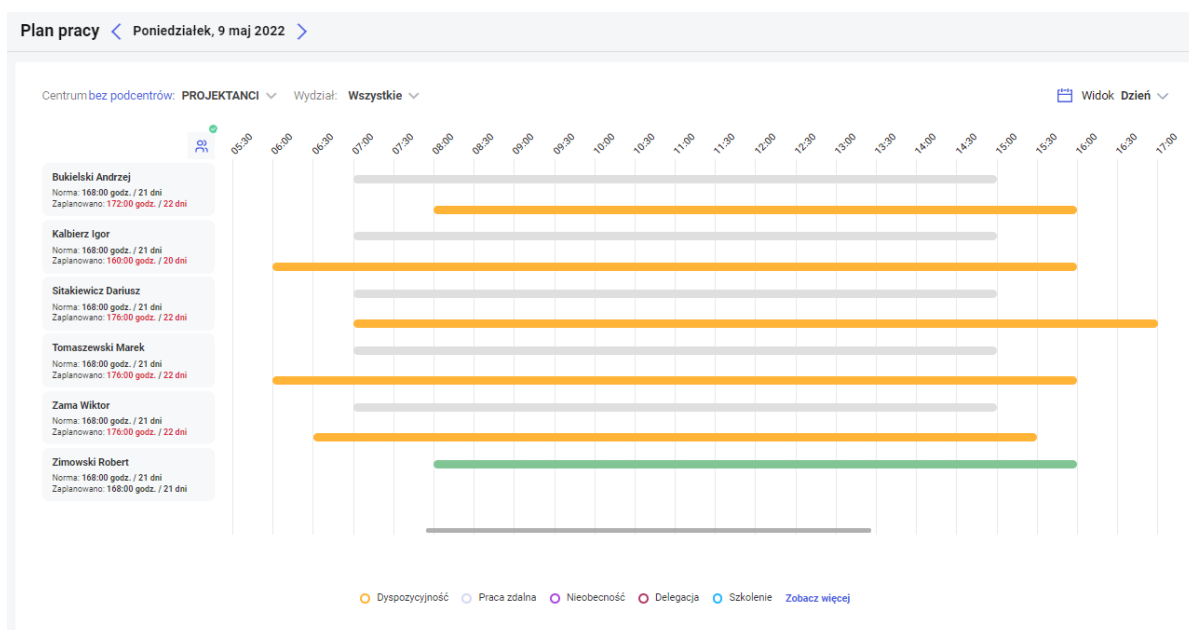 Plan pracy Poniedziałek, 9 maj 2022
Centrum bez podcentrów: PROJEKTANCI Wydział: Wszystkie Widok Dzień
05:30 06:00 06:30 07:00 07:30 08:00 08:30 09:00 09:30 10:00 10:30 11:00 11:30 12:00 12:30 13:00 13:30 14:00 14:30 15:00 15:30 16:00 16:30 17:00
Bukielski Andrzej
Norma: 168:00 godz. / 21 dni
Zaplanowano: 172:00 godz. / 22 dni
Kalbierz Igor
Norma: 168:00 godz. / 21 dni
Zaplanowano: 160:00 godz. / 20 dni
Sitakiewicz Dariusz
Norma: 168:00 godz. / 21 dni
Zaplanowano: 176:00 godz. / 22 dni
Tomaszewski Marek
Norma: 168:00 godz. / 21 dni
Zaplanowano: 176:00 godz. / 22 dni
Zama Wiktor
Norma: 168:00 godz. / 21 dni
Zaplanowano: 176:00 godz. / 22 dni
Zimowski Robert
Norma: 168:00 godz. / 21 dni
Zaplanowano: 168:00 godz. / 21 dni
Dyspozycyjność Praca zdalna Nieobecność Delegacja Szkolenie Zobacz więcej